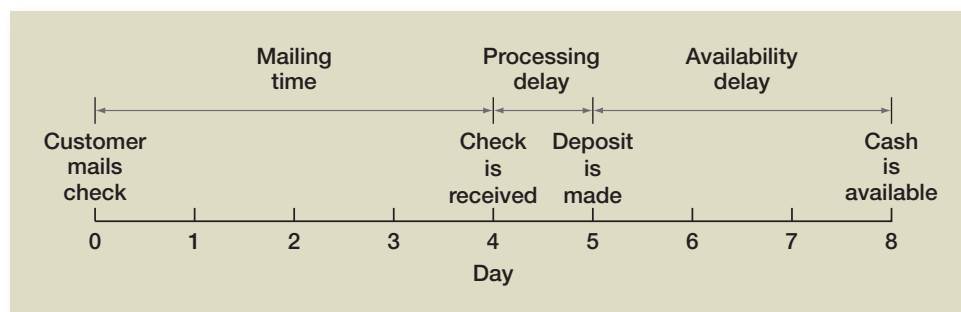 Mailing
time
Processing
delay
Availability
delay
Customer
mails
check
Check
is
received
Deposit
is
made
Cash
is
available
0 1 2 3 4 5 6 7 8
Day